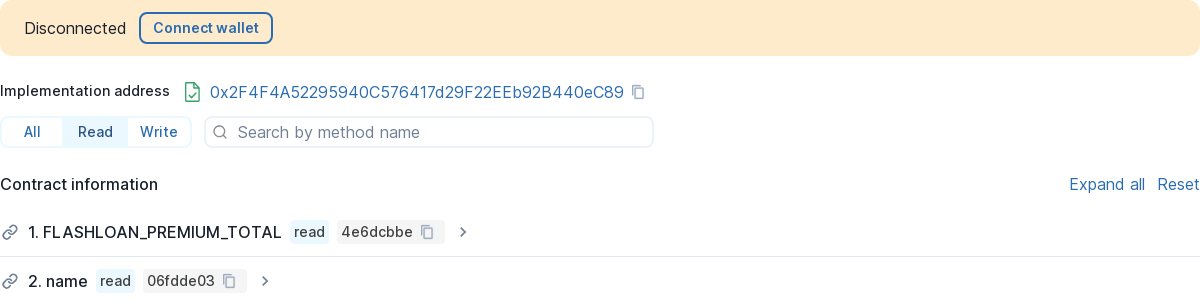 Disconnected Connect wallet
Implementation address 0x2F4F4A52295940C576417d29F22EEb92B440eC89
All Read Write Search by method name
Contract information Expand all Reset
1. FLASHLOAN_PREMIUM_TOTAL read 4e6dcbbe
2. name read 06fdde03